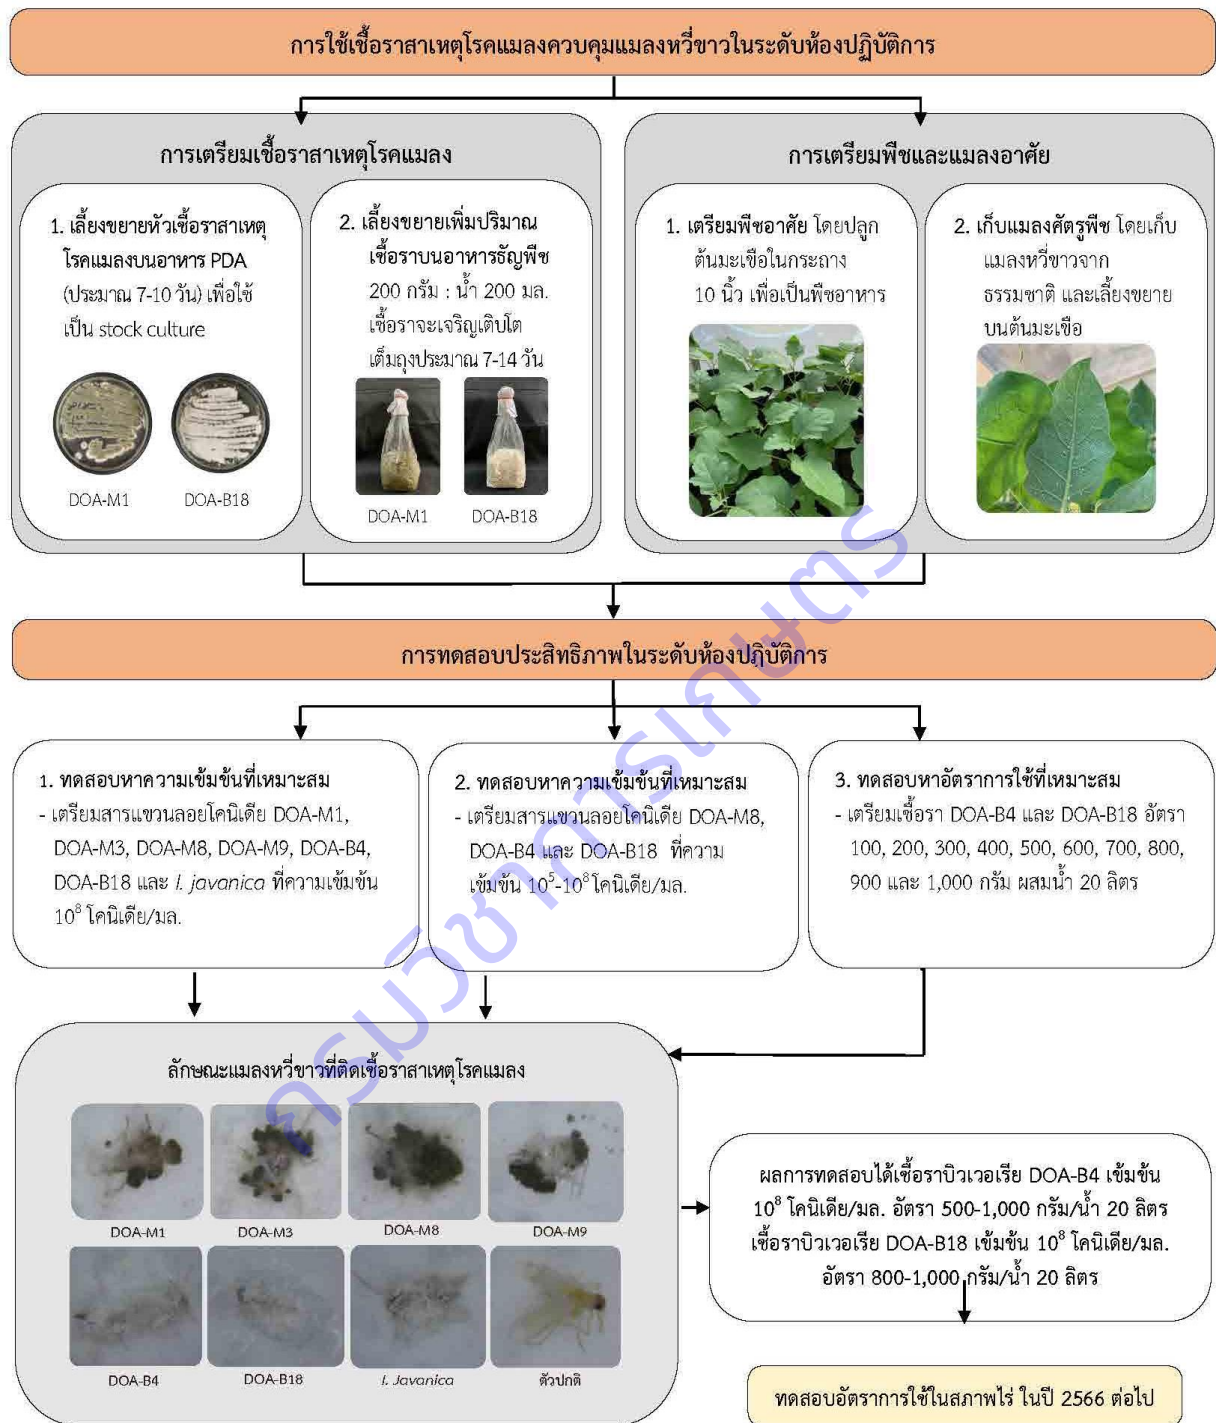 การใช้เชื้อราสาเหตุโรคแมลงควบคุมแมลงหวี่ขาวในระดับห้องปฏิบัติการ
การเตรียมเชื้อราสาเหตุโรคแมลง
1. เลี้ยงขยายหัวเชื้อราสาเหตุ
โรคแมลงบนอาหาร PDA
(ประมาณ 7-10 วัน) เพื่อใช้
เป็น stock culture
DOA-M1 DOA-B18
2. เลี้ยงขยายเพิ่มปริมาณ
เชื้อราบนอาหารธัญพืช
200 กรัม : น้ำ 200 มล.
เชื้อราจะเจริญเติบโต
เต็มถุงประมาณ 7-14 วัน
DOA-M1 DOA-B18
การเตรียมพืชและแมลงอาศัย
1. เตรียมพืชอาศัย โดยปลูก
ต้นมะเขือในกระถาง
10 นิ้ว เพื่อเป็นพืชอาหาร
2. เก็บแมลงศัตรูพืช โดยเก็บ
แมลงหวี่ขาวจาก
ธรรมชาติ และเลี้ยงขยาย
บนต้นมะเขือ
การทดสอบประสิทธิภาพในระดับห้องปฏิบัติการ
1. ทดสอบหาความเข้มข้นที่เหมาะสม
- เตรียมสารแขวนลอยโคนิเดีย DOA-M1,
DOA-M3, DOA-M8, DOA-M9, DOA-B4,
DOA-B18 และ I. javanica ที่ความเข้มข้น
10⁸ โคนิเดีย/มล.
2. ทดสอบหาความเข้มข้นที่เหมาะสม
- เตรียมสารแขวนลอยโคนิเดีย DOA-M8,
DOA-B4 และ DOA-B18 ที่ความ
เข้มข้น 10⁵-10⁸ โคนิเดีย/มล.
3. ทดสอบหาอัตราการใช้ที่เหมาะสม
- เตรียมเชื้อรา DOA-B4 และ DOA-B18 อัตรา
100, 200, 300, 400, 500, 600, 700, 800,
900 และ 1,000 กรัม ผสมน้ำ 20 ลิตร
ลักษณะแมลงหวี่ขาวที่ติดเชื้อราสาเหตุโรคแมลง
DOA-M1 DOA-M3 DOA-M8 DOA-M9
DOA-B4 DOA-B18 I. Javanica ตัวปกติ
ผลการทดสอบได้เชื้อราบิวเวอเรีย DOA-B4 เข้มข้น
10⁸ โคนิเดีย/มล. อัตรา 500-1,000 กรัม/น้ำ 20 ลิตร
เชื้อราบิวเวอเรีย DOA-B18 เข้มข้น 10⁸ โคนิเดีย/มล.
อัตรา 800-1,000 กรัม/น้ำ 20 ลิตร
ทดสอบอัตราการใช้ในสภาพไร่ ในปี 2566 ต่อไป
กรมวิชาการเกษตร